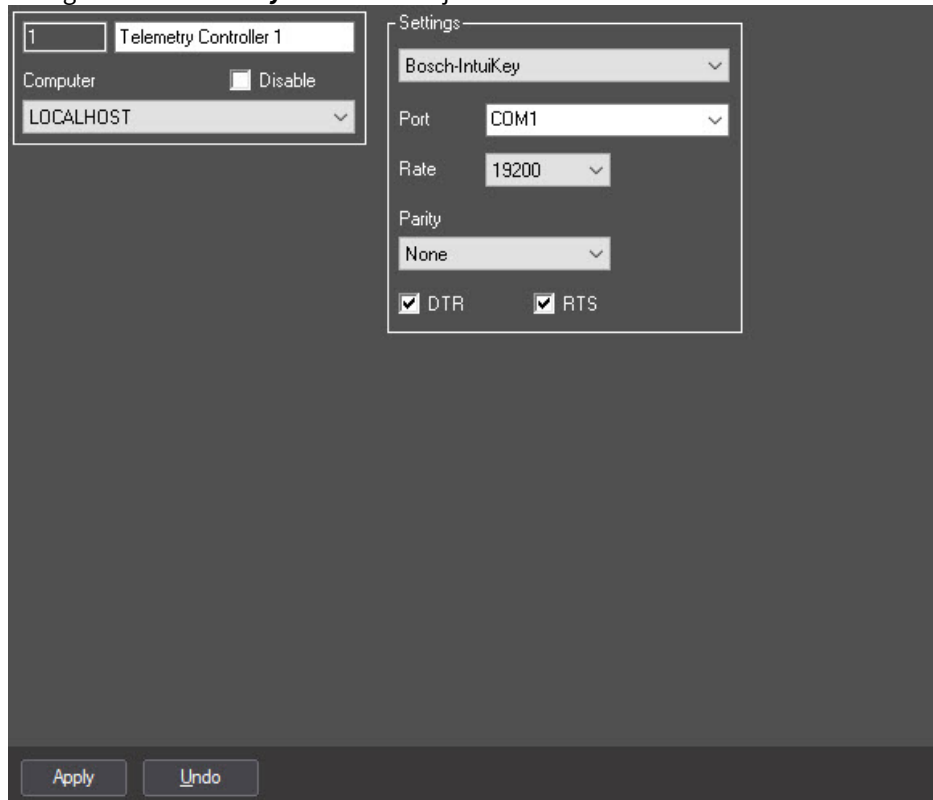 1 Telemetry Controller 1
Computer Disable
LOCALHOST
Settings
Bosch-IntuiKey
Port COM1
Rate 19200
Parity
None
DTR RTS
Apply Undo